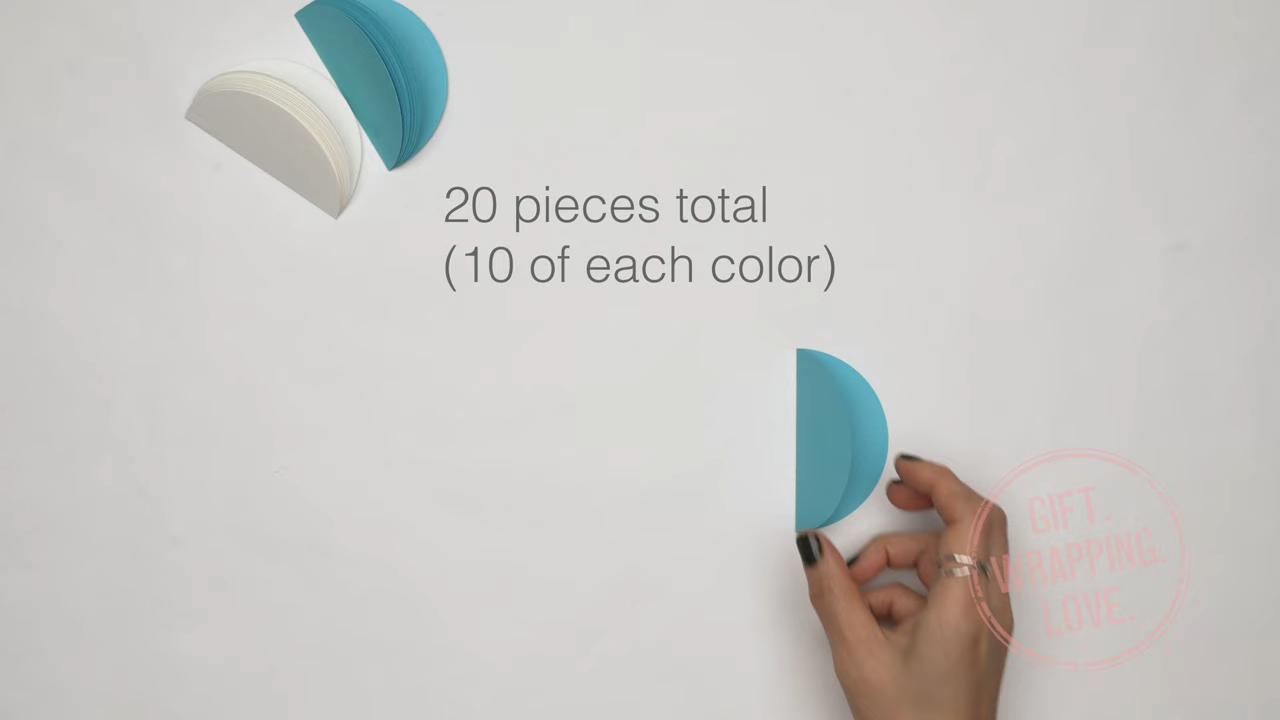 20 pieces total
(10 of each color)
GIFT.
WRAPPING.
LOVE.